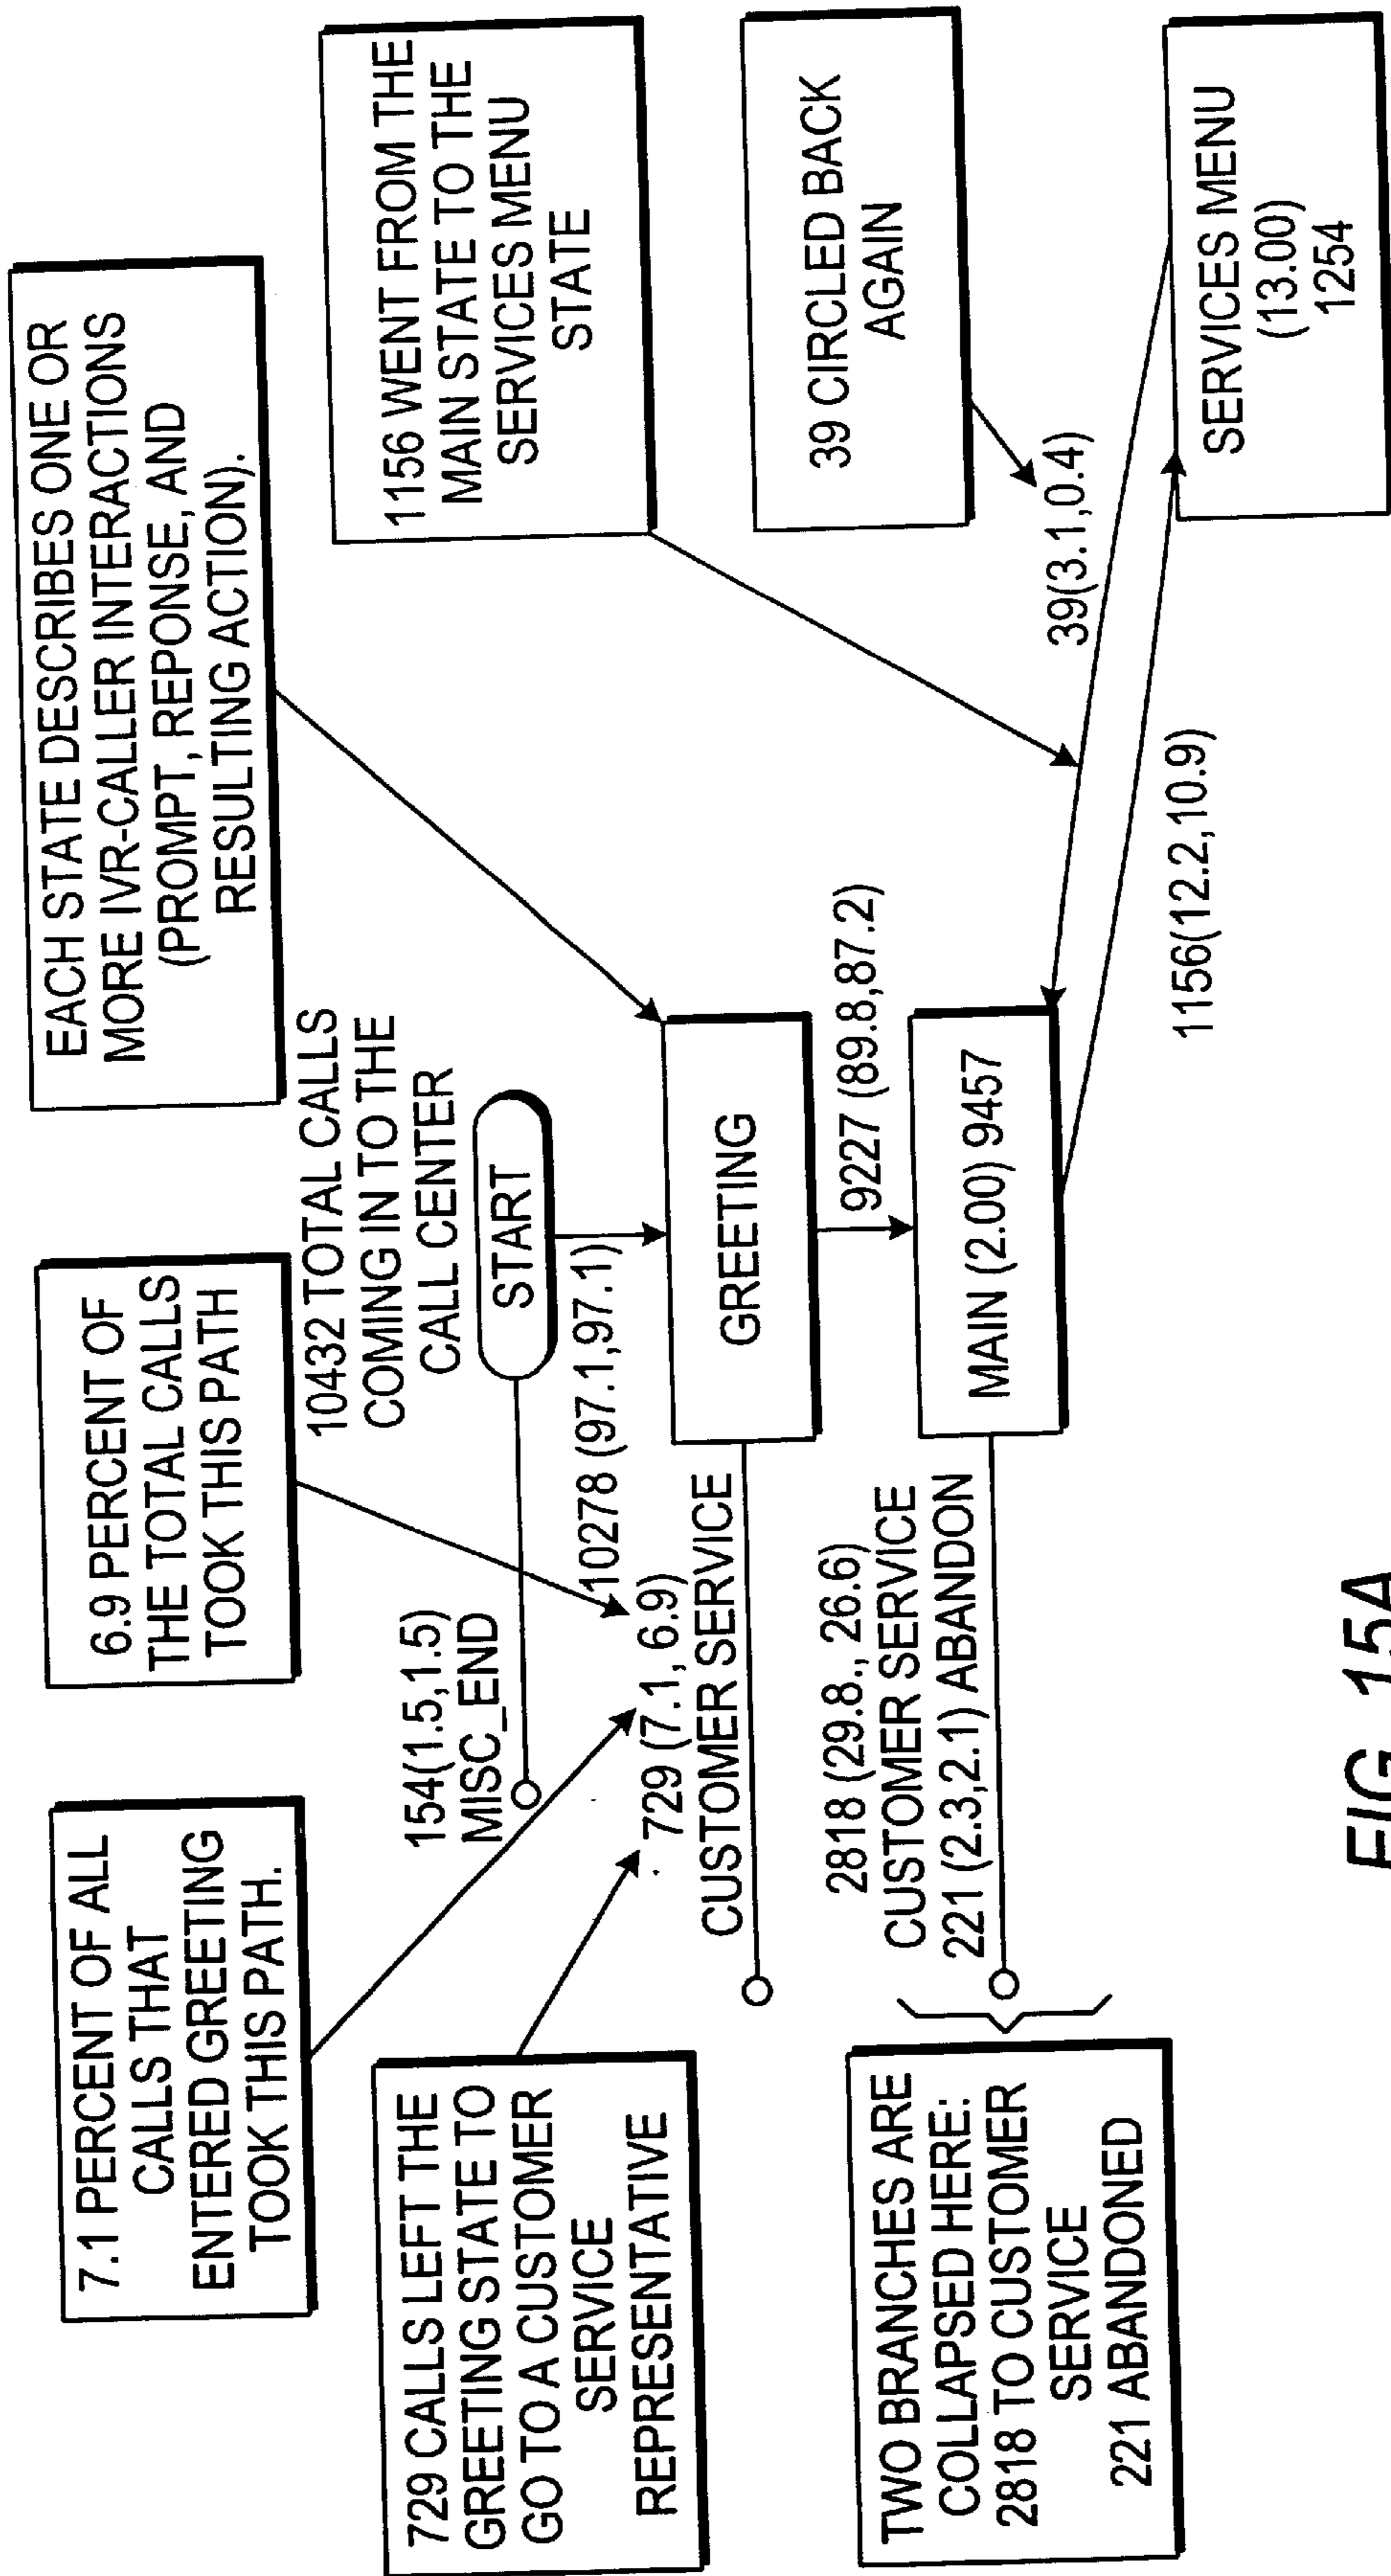 7.1 PERCENT OF ALL
CALLS THAT
ENTERED GREETING
TOOK THIS PATH.
6.9 PERCENT OF
THE TOTAL CALLS
TOOK THIS PATH
EACH STATE DESCRIBES ONE OR
MORE IVR-CALLER INTERACTIONS
(PROMPT, REPONSE, AND
RESULTING ACTION).
10432 TOTAL CALLS
COMING IN TO THE
CALL CENTER
START
154(1.5,1.5)
MISC_END
10278 (97.1,97.1)
1156 WENT FROM THE
MAIN STATE TO THE
SERVICES MENU
STATE
729 CALLS LEFT THE
GREETING STATE TO
GO TO A CUSTOMER
SERVICE
REPRESENTATIVE
729 (7.1, 6.9)
CUSTOMER SERVICE
GREETING
9227 (89.8,87.2)
39 CIRCLED BACK
AGAIN
TWO BRANCHES ARE
COLLAPSED HERE:
2818 TO CUSTOMER
SERVICE
221 ABANDONED
2818 (29.8., 26.6)
CUSTOMER SERVICE
221 (2.3,2.1) ABANDON
MAIN (2.00) 9457
39(3.1,0.4)
1156(12.2,10.9)
SERVICES MENU
(13.00)
1254
FIG. 15A